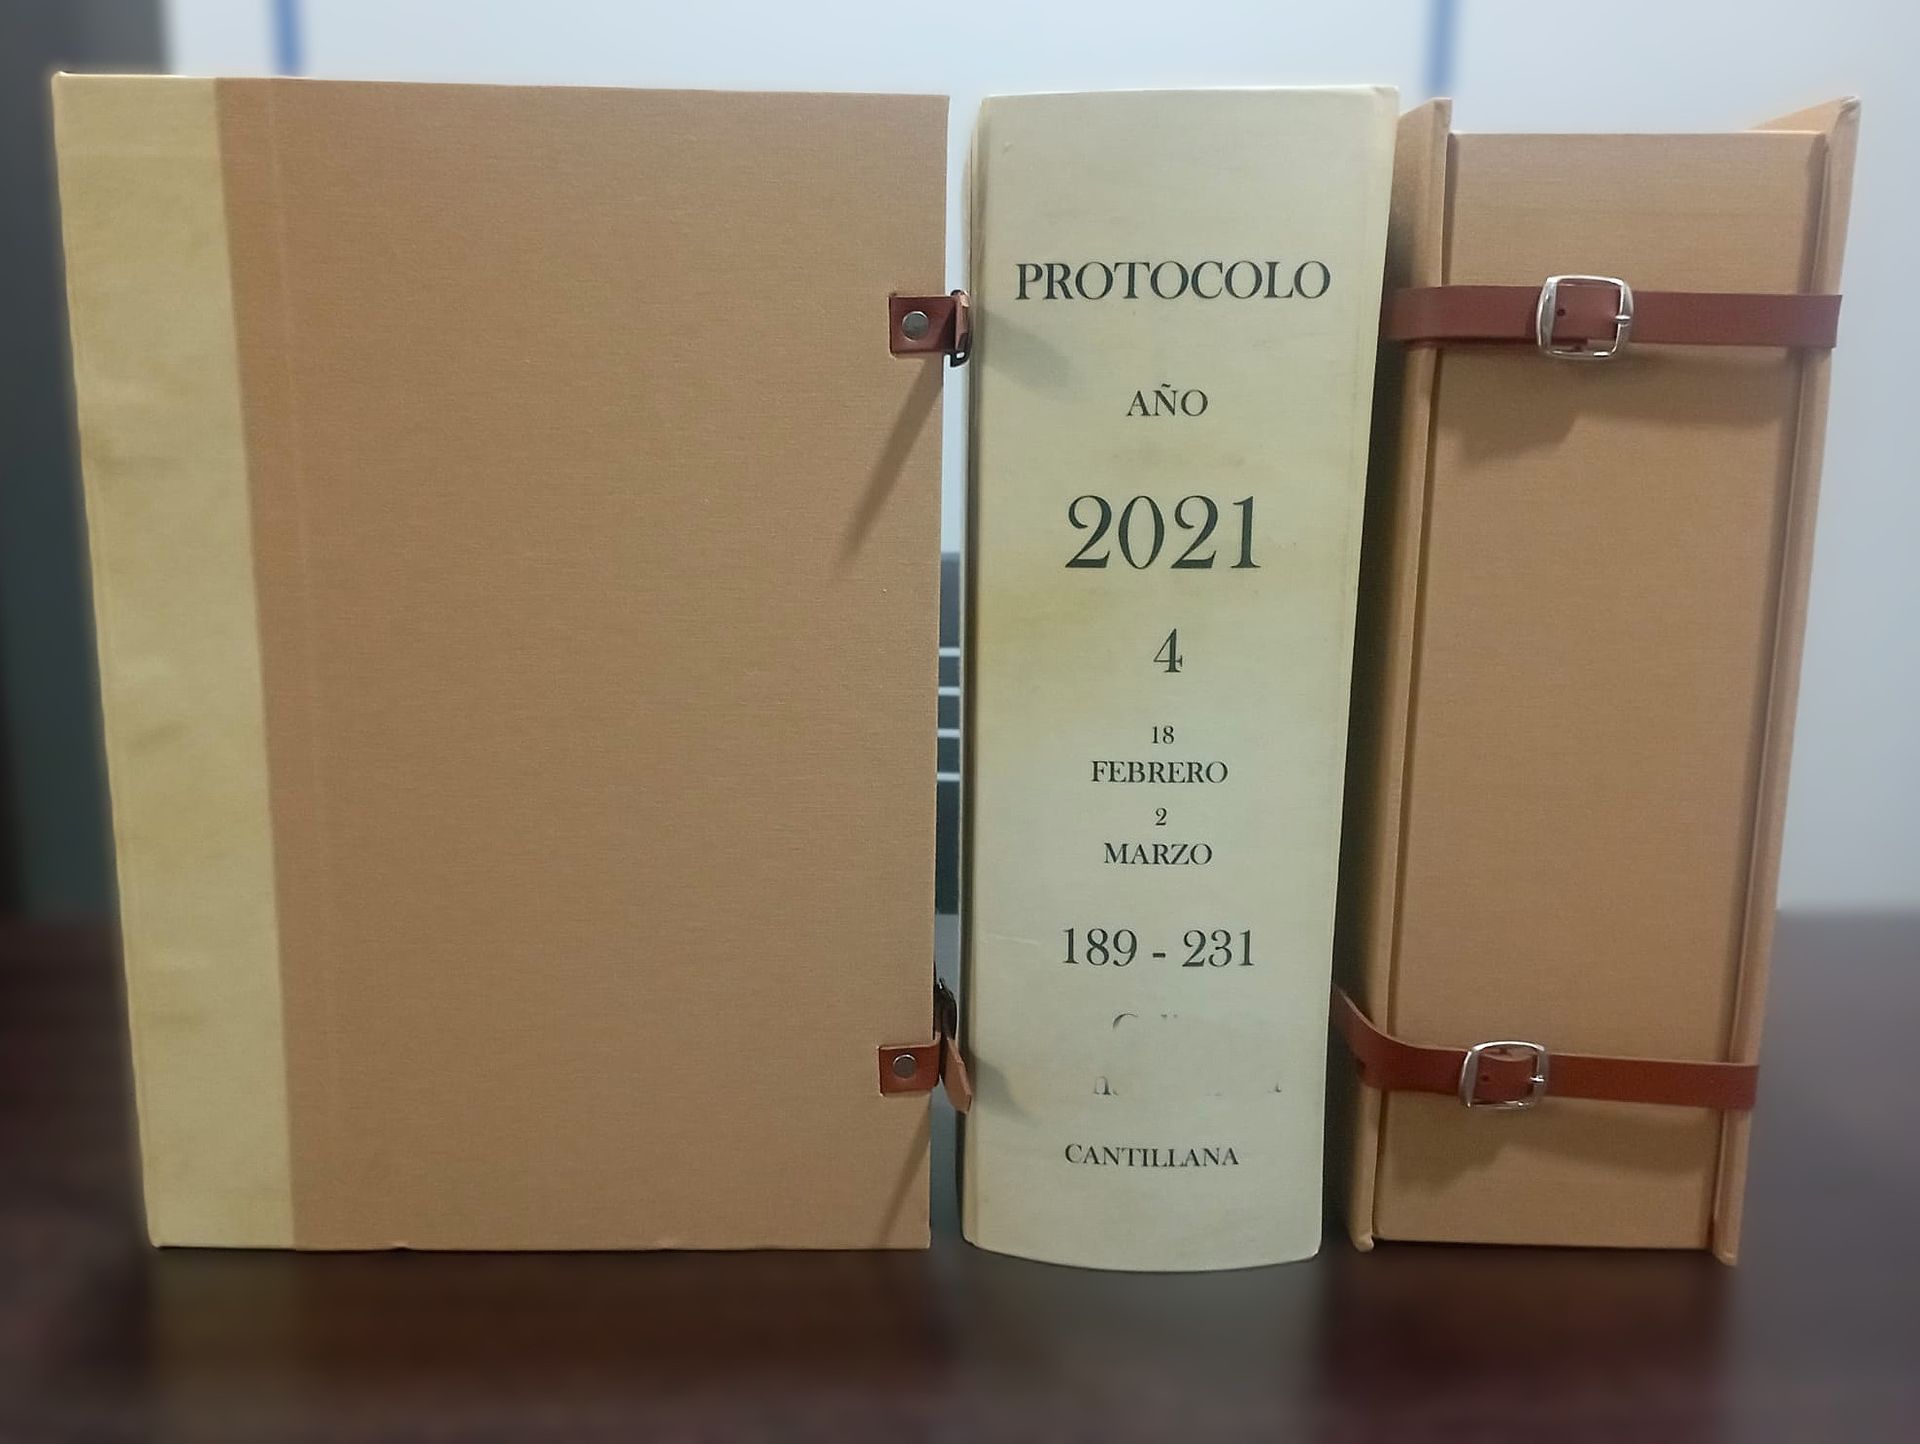 PROTOCOLO
AÑO
2021
4
18
FEBRERO
2
MARZO
189 - 231
CANTILLANA